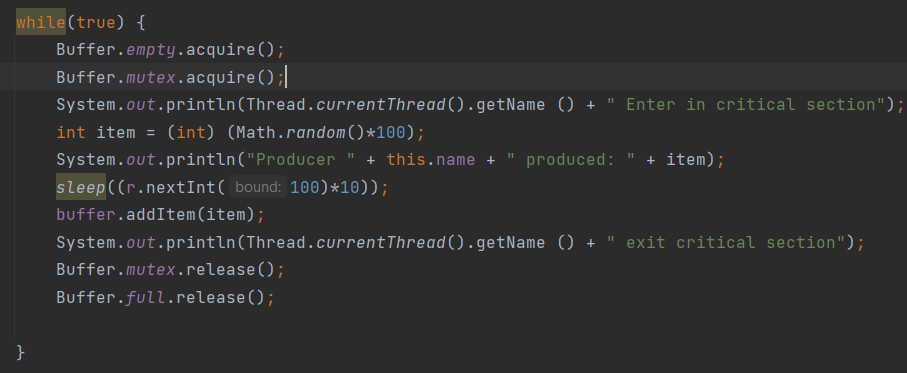 while(true) {
    Buffer.empty.acquire();
    Buffer.mutex.acquire();
    System.out.println(Thread.currentThread().getName () + " Enter in critical section");
    int item = (int) (Math.random()*100);
    System.out.println("Producer " + this.name + " produced: " + item);
    sleep((r.nextInt( bound: 100)*10));
    buffer.addItem(item);
    System.out.println(Thread.currentThread().getName () + " exit critical section");
    Buffer.mutex.release();
    Buffer.full.release();
}